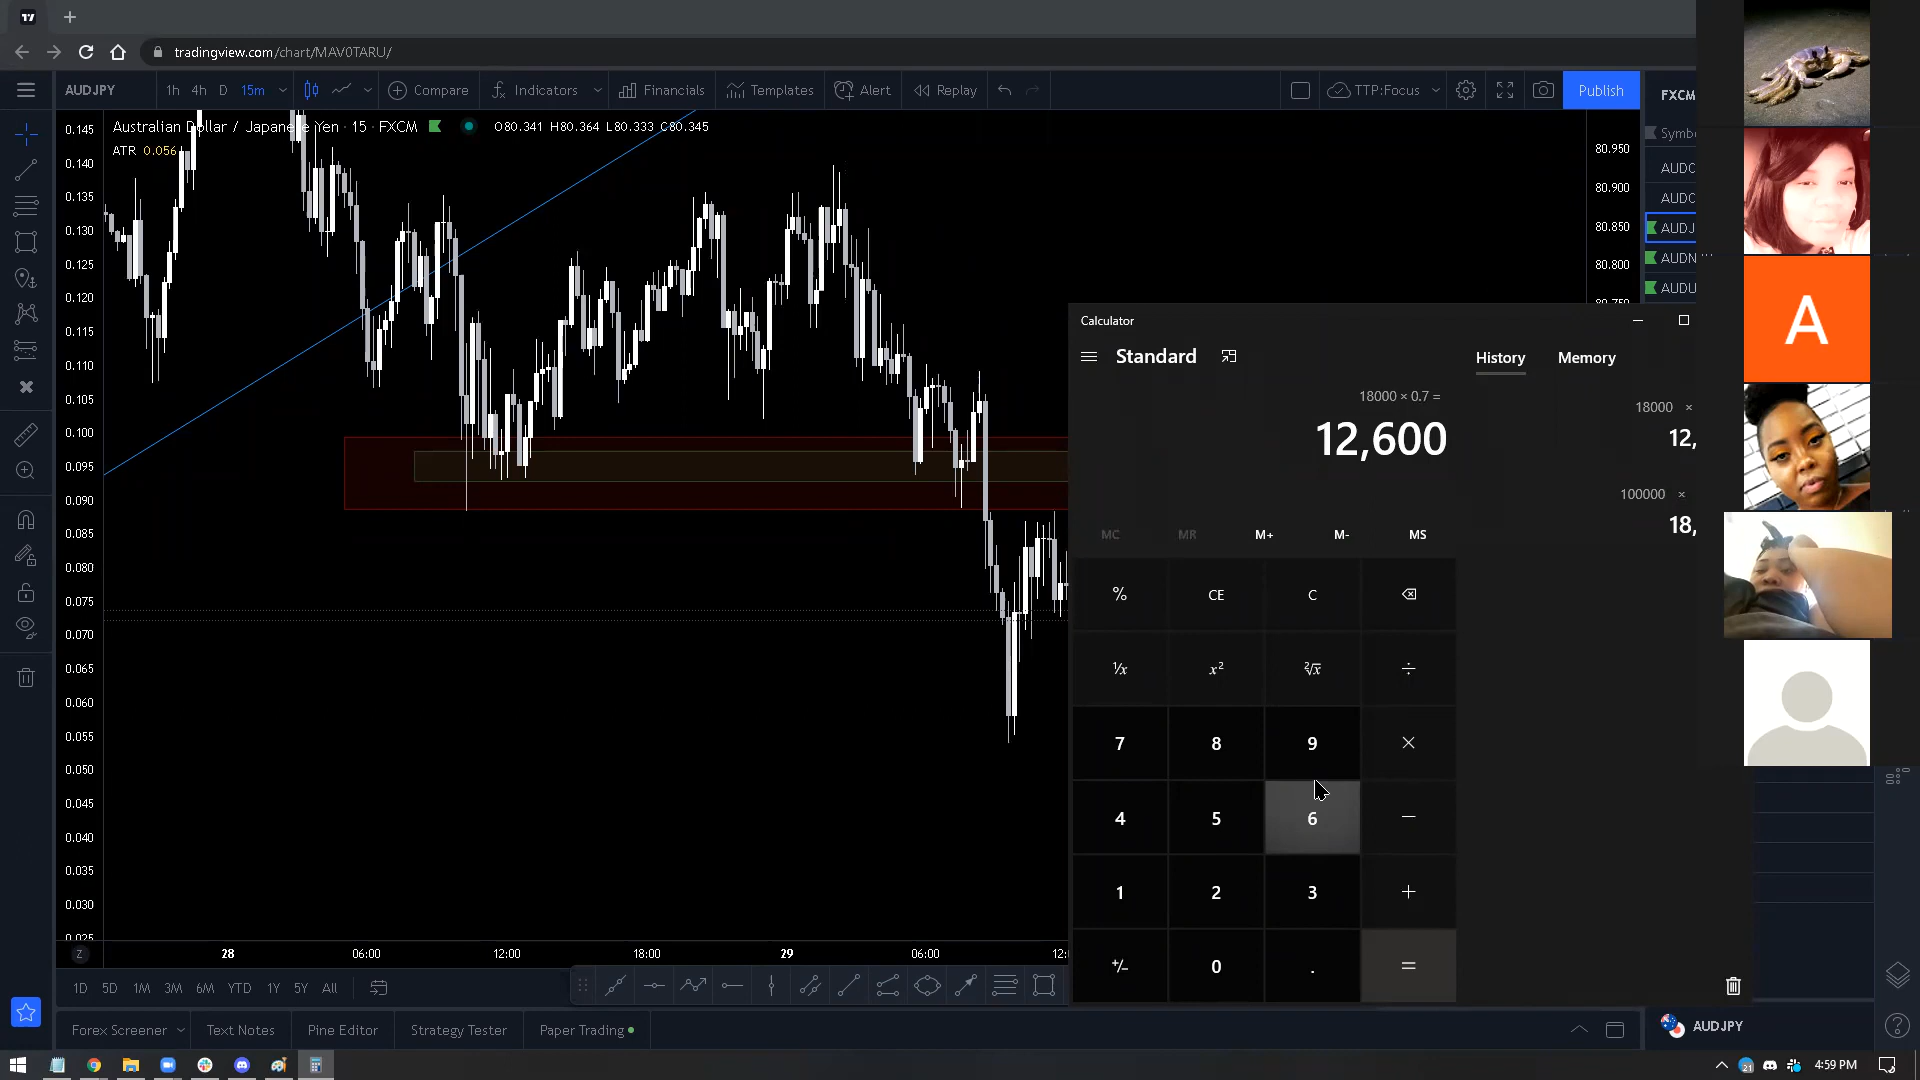 tradingview.com/chart/MAV0TARU/
AUDJPY
1h 4h D 15m
Compare
Indicators
Financials
Templates
Alert
Replay
TTP:Focus
Publish
FXCM
Australian Dollar / Japanese Yen · 15 · FXCM
O80.341 H80.364 L80.333 C80.345
ATR 0.056
0.145
0.140
0.135
0.130
0.125
0.120
0.115
0.110
0.105
0.100
0.095
0.090
0.085
0.080
0.075
0.070
0.065
0.060
0.055
0.050
0.045
0.040
0.035
0.030
0.025
80.950
80.900
80.850
80.800
80.750
Symb
AUDC
AUDC
AUDJ
AUDN
AUDU
A
Calculator
Standard
History
Memory
18000 × 0.7 =
12,600
18000 ×
12,
100000 ×
18,
MC MR M+ M- MS
% CE C
¹/x x² ²√x ÷
7 8 9 ×
4 5 6 −
1 2 3 +
+/- 0 . =
Z
28 06:00 12:00 18:00 29 06:00 12:
1D 5D 1M 3M 6M YTD 1Y 5Y All
Forex Screener
Text Notes
Pine Editor
Strategy Tester
Paper Trading
AUDJPY
21
4:59 PM